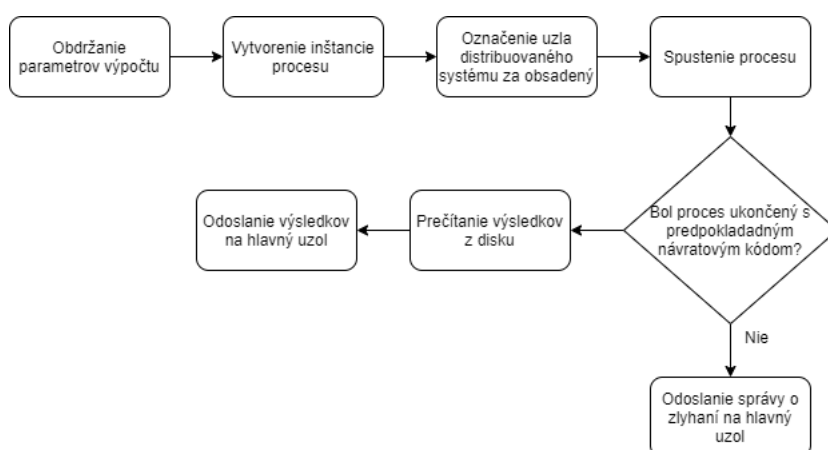 Obdržanie
parametrov výpočtu
Vytvorenie inštancie
procesu
Označenie uzla
distribuovaného
systému za obsadený
Spustenie procesu
Bol proces ukončený s
predpokladadným
návratovým kódom?
Prečítanie výsledkov
z disku
Odoslanie výsledkov
na hlavný uzol
Nie
Odoslanie správy o
zlyhaní na hlavný
uzol